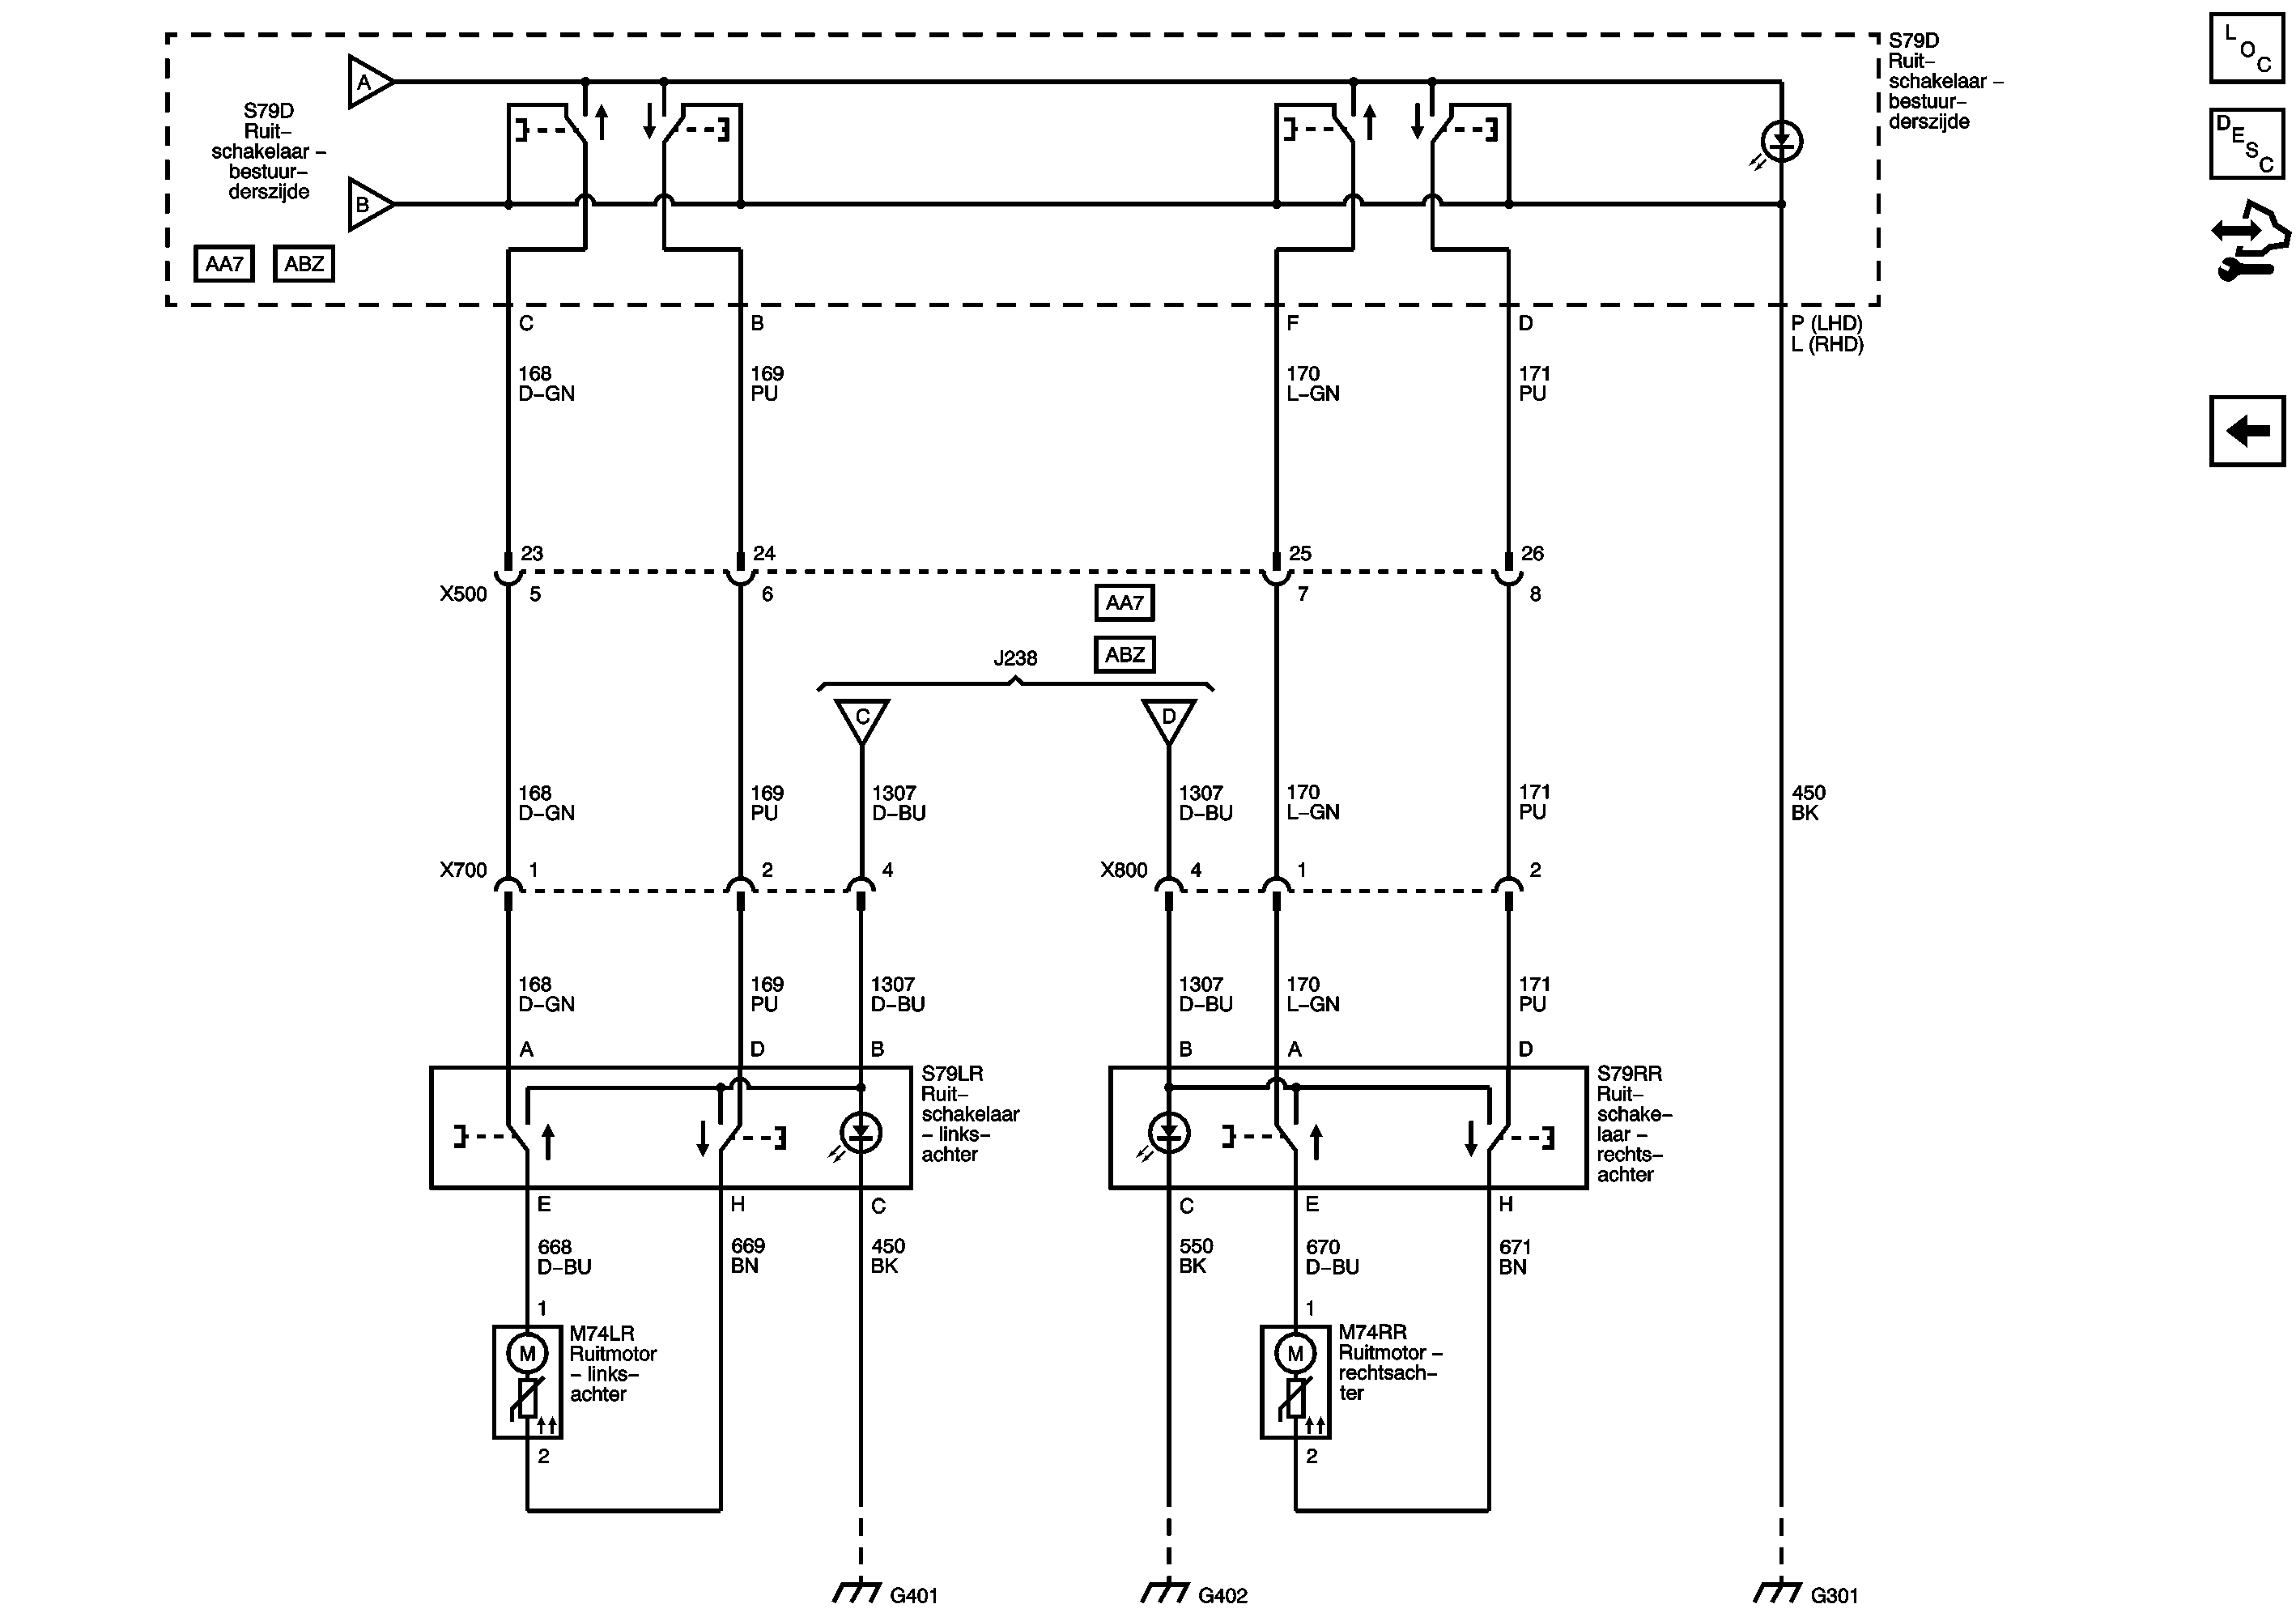 A
S79D
Ruit–
schakelaar –
bestuur–
derszijde
B
AA7
ABZ
S79D
Ruit–
schakelaar –
bestuur–
derszijde
L
O
C
D
E
S
C
C
B
F
D
P (LHD)
L (RHD)
168
D–GN
169
PU
170
L–GN
171
PU
23
24
25
26
X500
5
6
7
8
AA7
ABZ
J238
C
D
168
D–GN
169
PU
1307
D–BU
1307
D–BU
170
L–GN
171
PU
450
BK
X700
1
2
4
X800
4
1
2
168
D–GN
169
PU
1307
D–BU
1307
D–BU
170
L–GN
171
PU
A
D
B
B
A
D
S79LR
Ruit–
schakelaar
– links–
achter
S79RR
Ruit–
schake–
laar –
rechts–
achter
E
H
C
C
E
H
668
D–BU
669
BN
450
BK
550
BK
670
D–BU
671
BN
1
M
M74LR
Ruitmotor
– links–
achter
2
1
M
M74RR
Ruitmotor –
rechtsach–
ter
2
G401
G402
G301